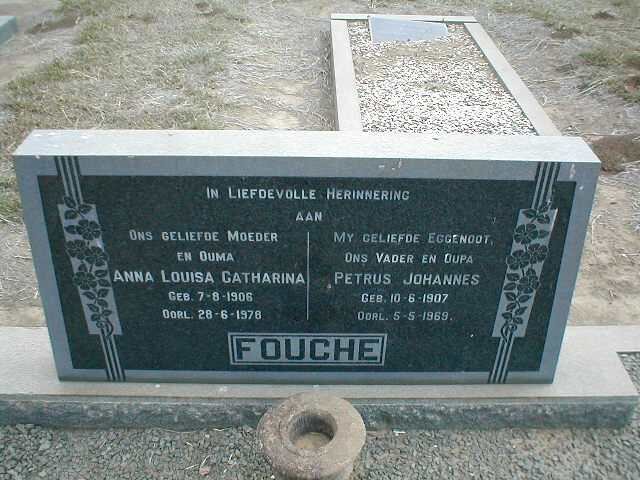 In Liefdevolle Herinnering
aan
Ons geliefde Moeder
en Ouma
Anna Louisa Catharina
Geb. 7-8-1906
Oorl. 28-6-1978
My geliefde Eggenoot,
Ons Vader en Oupa
Petrus Johannes
Geb. 10-6-1907
Oorl. 5-5-1969.
FOUCHE